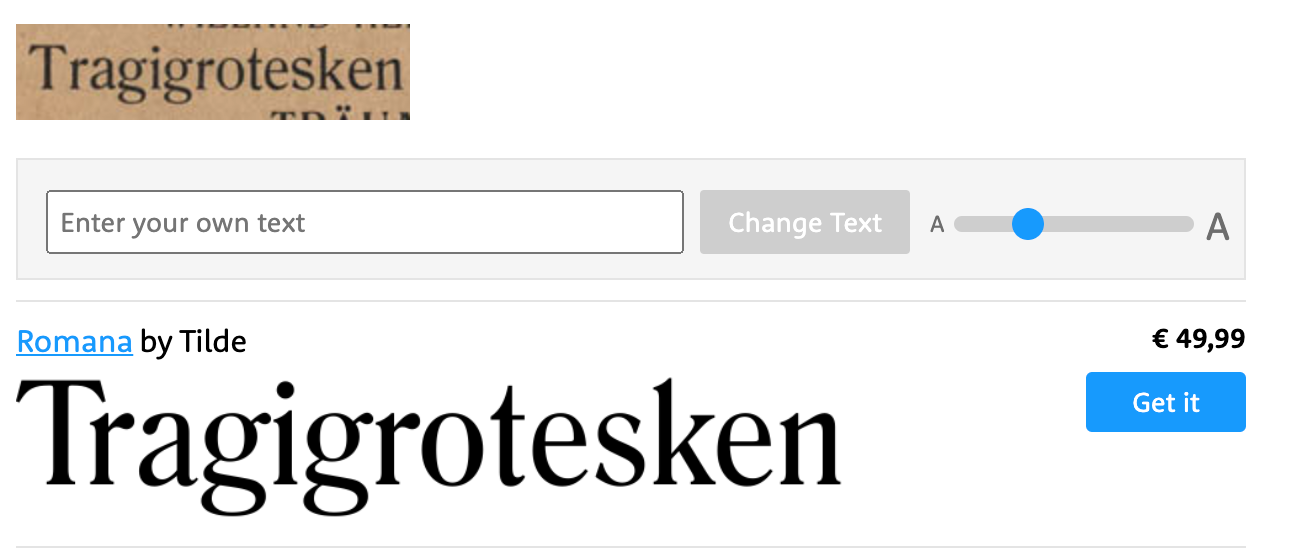 Tragigrotesken
Enter your own text
Change Text
A
A
Romana by Tilde
€ 49,99
Tragigrotesken
Get it